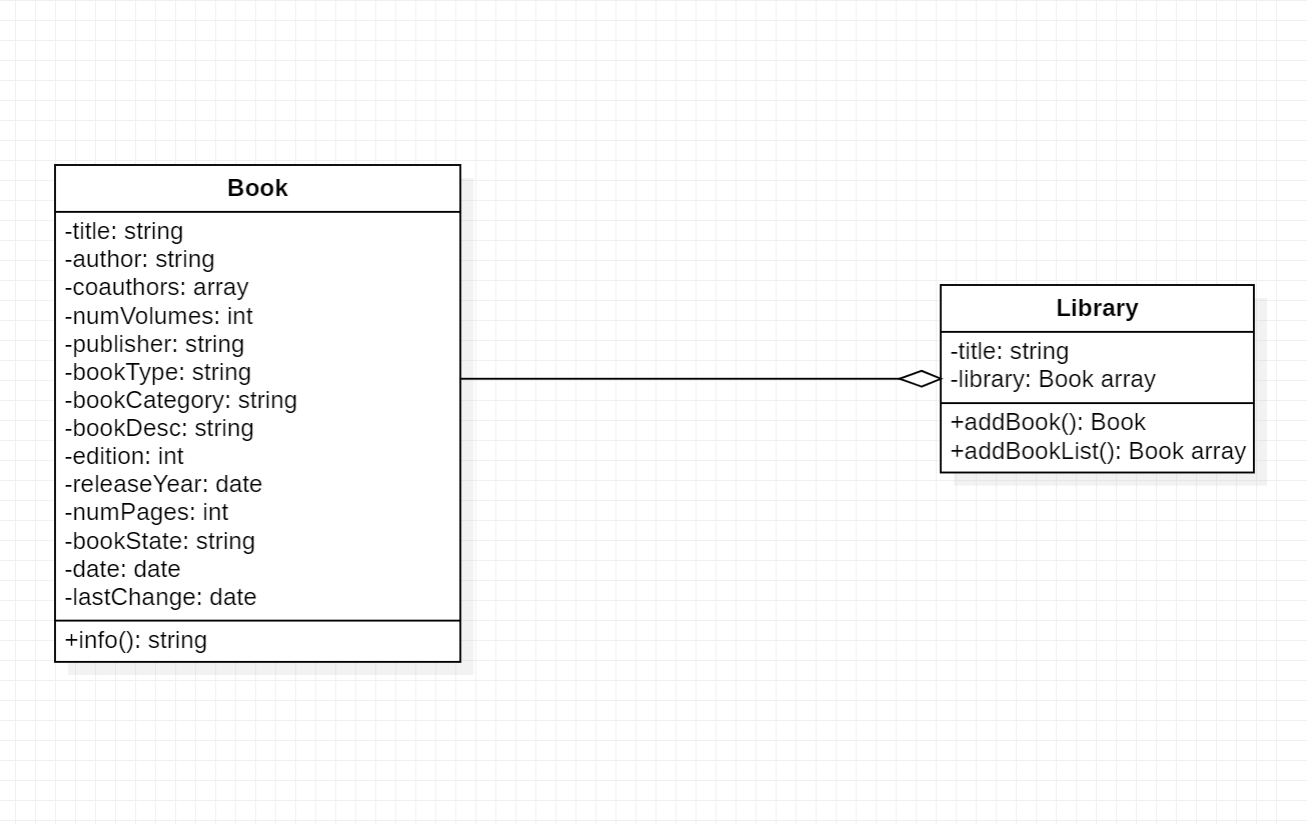 Book
-title: string
-author: string
-coauthors: array
-numVolumes: int
-publisher: string
-bookType: string
-bookCategory: string
-bookDesc: string
-edition: int
-releaseYear: date
-numPages: int
-bookState: string
-date: date
-lastChange: date
+info(): string
Library
-title: string
-library: Book array
+addBook(): Book
+addBookList(): Book array